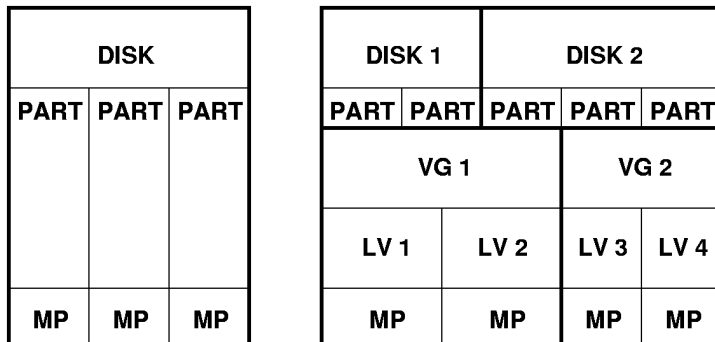 DISK
PART PART PART
MP MP MP
DISK 1 DISK 2
PART PART PART PART PART
VG 1 VG 2
LV 1 LV 2 LV 3 LV 4
MP MP MP MP